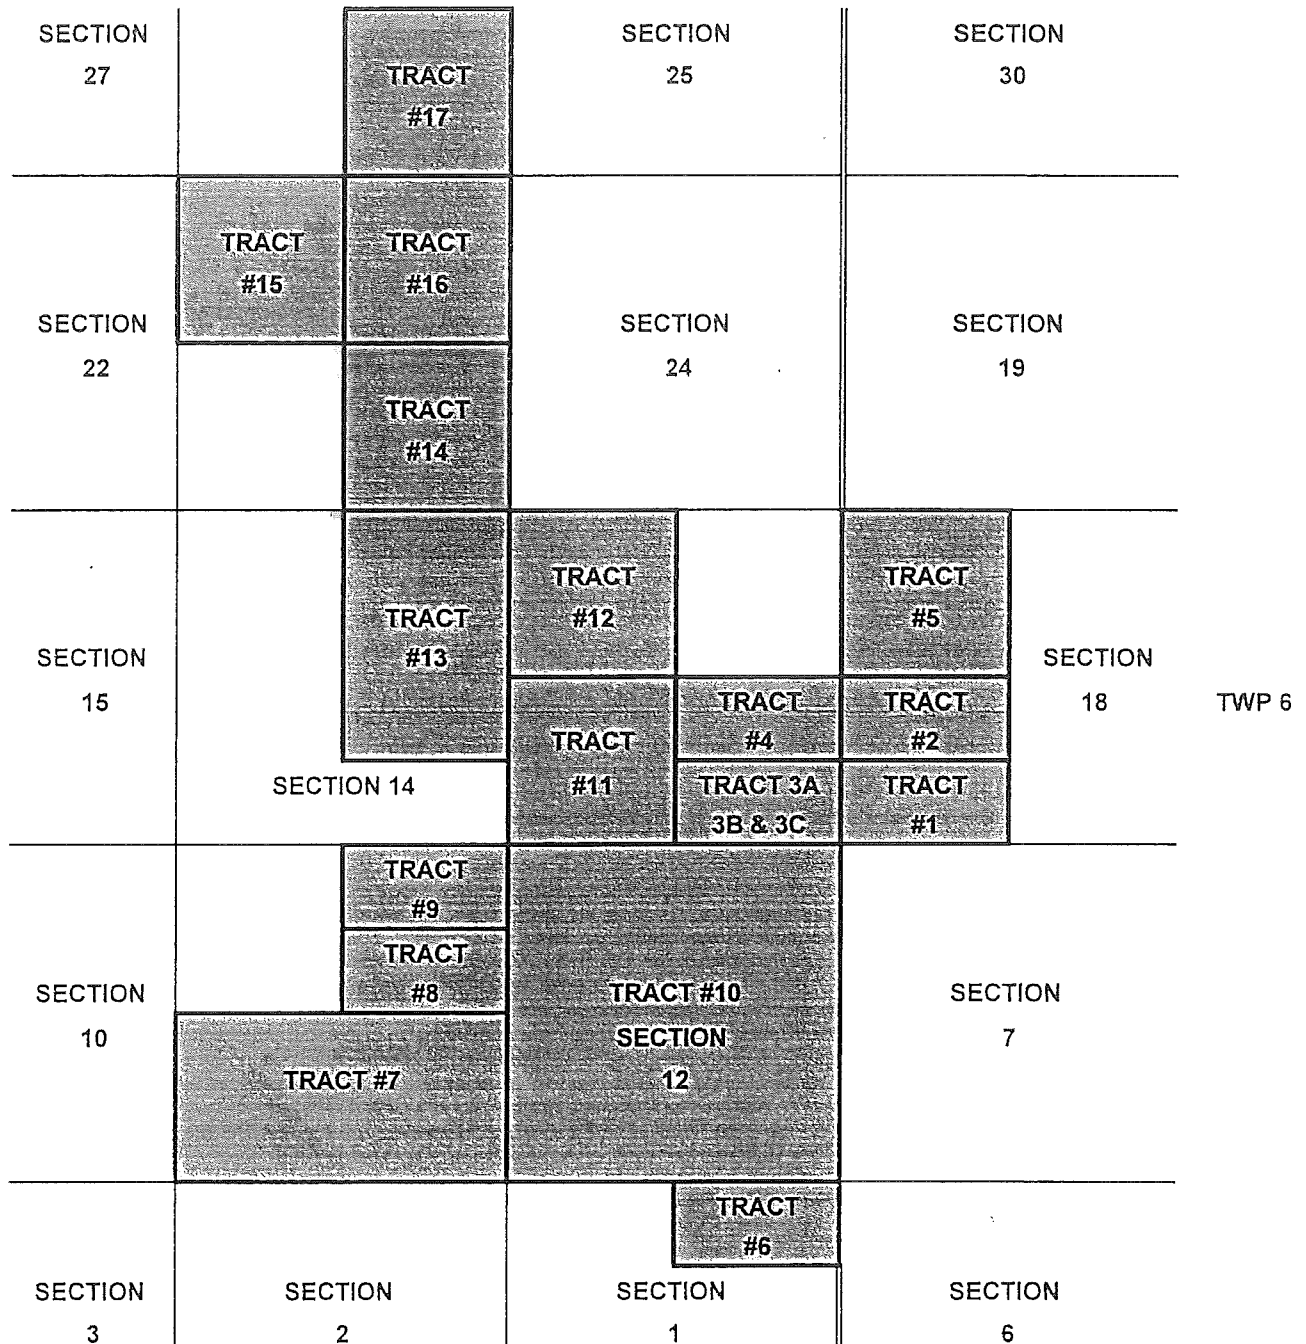 SECTION
27
TRACT
#17
SECTION
25
SECTION
30
TRACT
#15
TRACT
#16
SECTION
22
SECTION
24
SECTION
19
TRACT
#14
TRACT
#12
TRACT
#5
TRACT
#13
SECTION
15
SECTION
18
TWP 6
TRACT
#4
TRACT
#2
TRACT
#11
SECTION 14
TRACT 3A
3B & 3C
TRACT
#1
TRACT
#9
TRACT
#8
SECTION
10
TRACT #10
SECTION
12
SECTION
7
TRACT #7
TRACT
#6
SECTION
3
SECTION
2
SECTION
1
SECTION
6